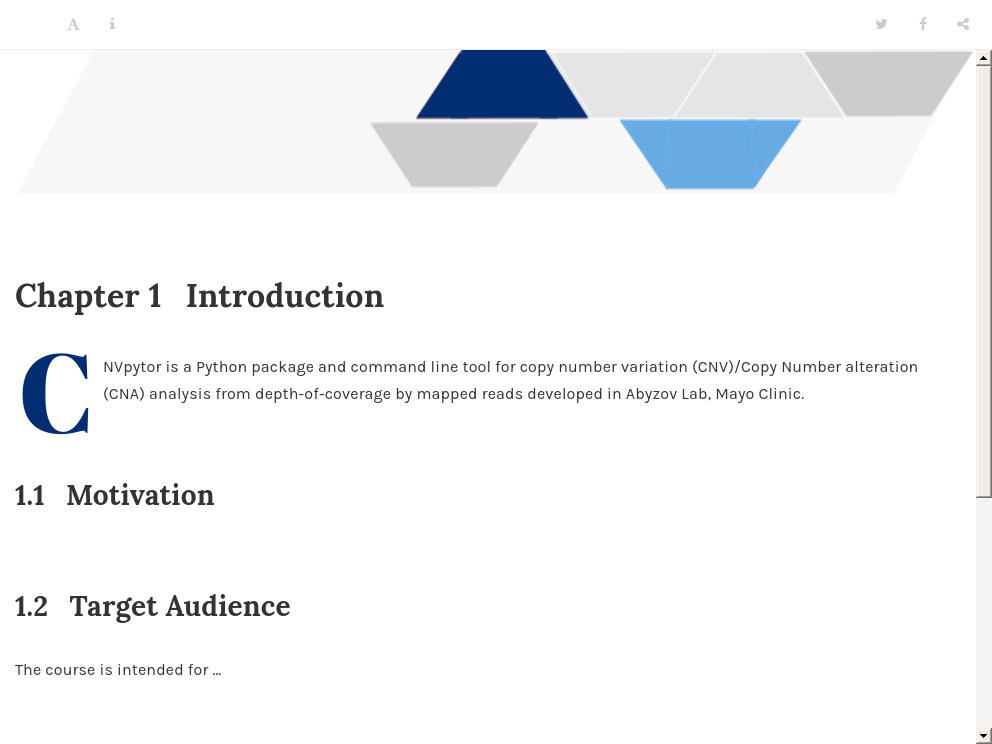 Chapter 1 Introduction
CNVpytor is a Python package and command line tool for copy number variation (CNV)/Copy Number alteration
(CNA) analysis from depth-of-coverage by mapped reads developed in Abyzov Lab, Mayo Clinic.
1.1 Motivation
1.2 Target Audience
The course is intended for ...